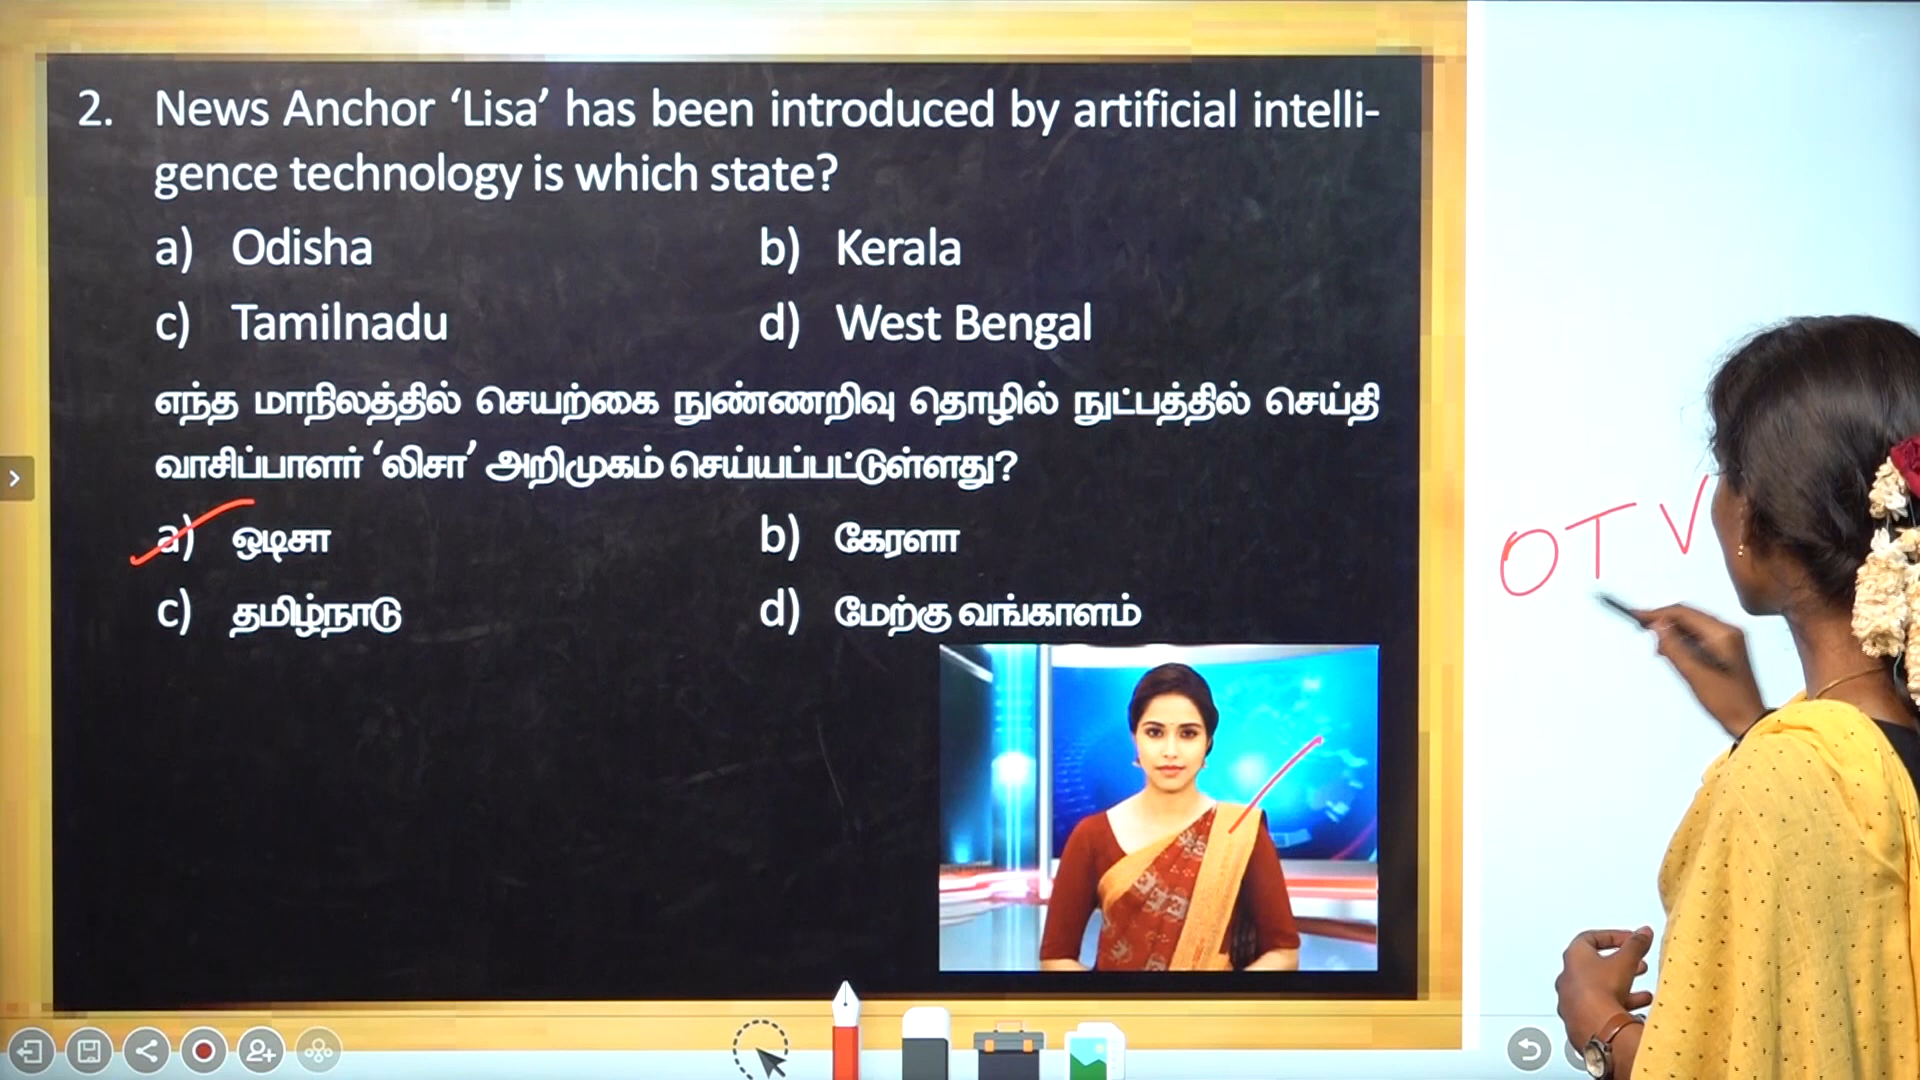 2. News Anchor ‘Lisa’ has been introduced by artificial intelli-
gence technology is which state?
a) Odisha b) Kerala
c) Tamilnadu d) West Bengal
எந்த மாநிலத்தில் செயற்கை நுண்ணறிவு தொழில் நுட்பத்தில் செய்தி
வாசிப்பாளர் ‘லிசா’ அறிமுகம் செய்யப்பட்டுள்ளது?
a) ஒடிசா b) கேரளா
c) தமிழ்நாடு d) மேற்கு வங்காளம்
OTV